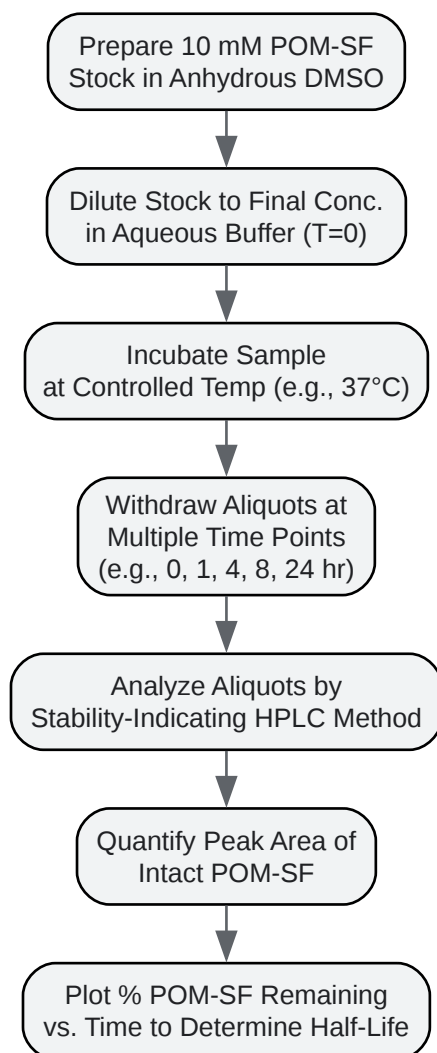 Prepare 10 mM POM-SF
Stock in Anhydrous DMSO
Dilute Stock to Final Conc.
in Aqueous Buffer (T=0)
Incubate Sample
at Controlled Temp (e.g., 37°C)
Withdraw Aliquots at
Multiple Time Points
(e.g., 0, 1, 4, 8, 24 hr)
Analyze Aliquots by
Stability-Indicating HPLC Method
Quantify Peak Area of
Intact POM-SF
Plot % POM-SF Remaining
vs. Time to Determine Half-Life